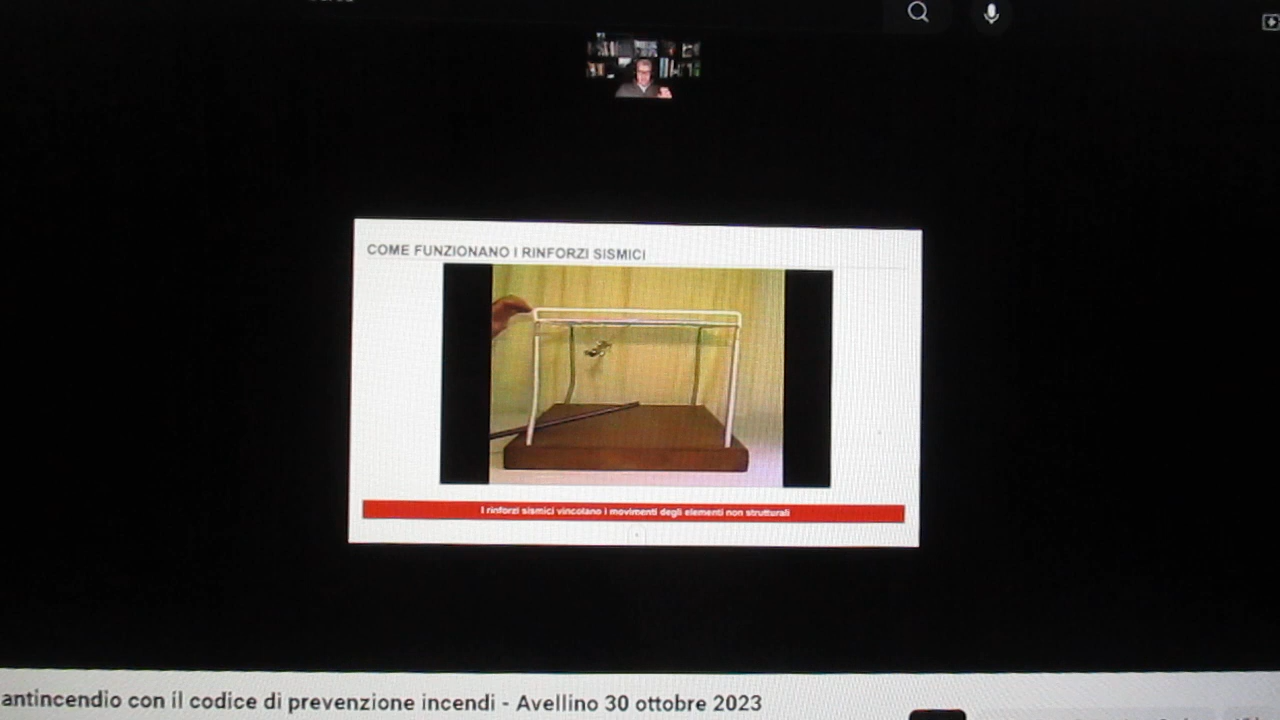 COME FUNZIONANO I RINFORZI SISMICI
I rinforzi sismici vincolano i movimenti degli elementi non strutturali
antincendio con il codice di prevenzione incendi - Avellino 30 ottobre 2023